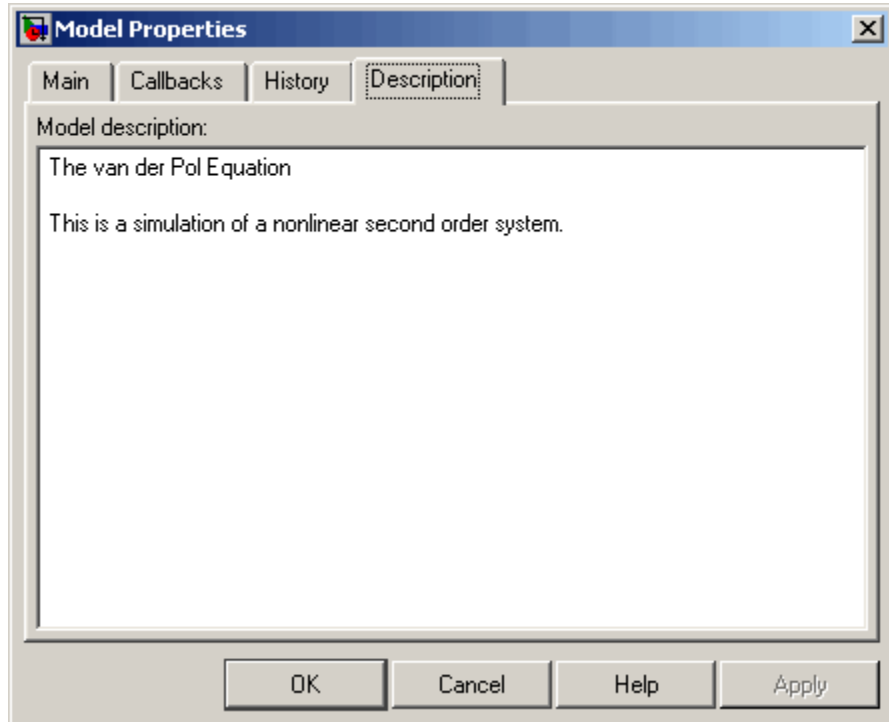 Model Properties
Main Callbacks History Description
Model description:
The van der Pol Equation
This is a simulation of a nonlinear second order system.
OK Cancel Help Apply